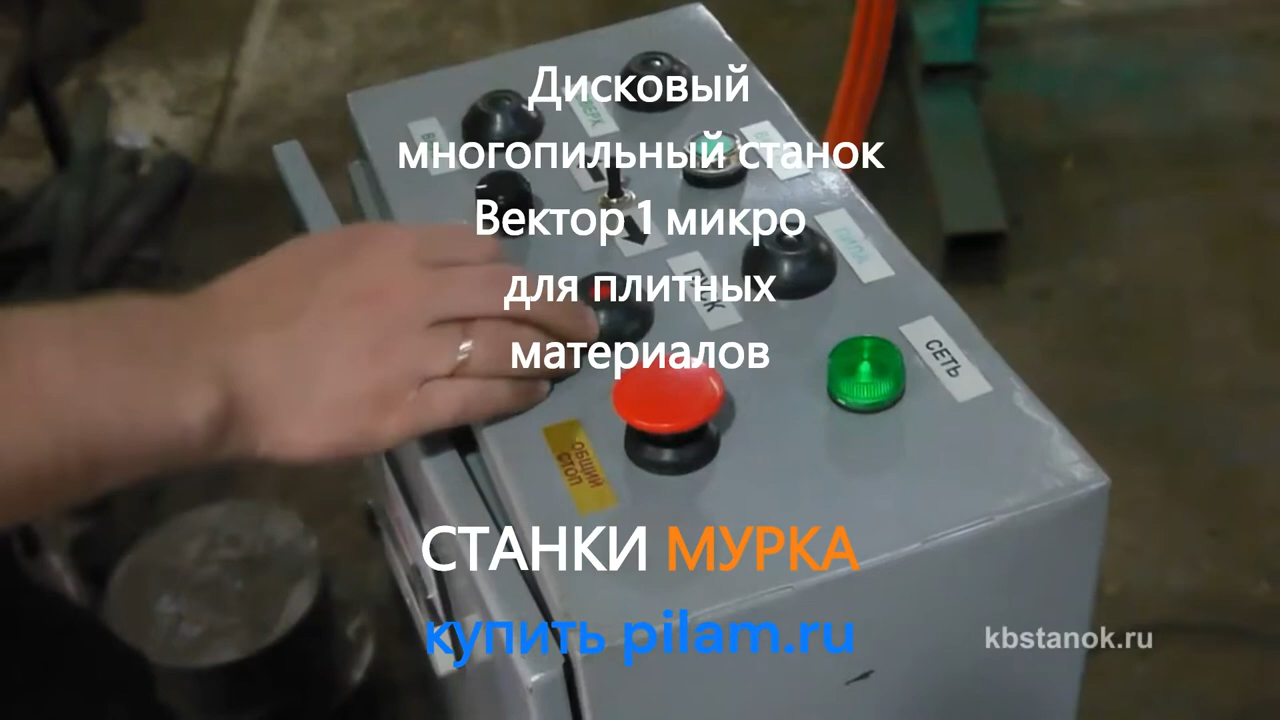 Дисковый
многопильный станок
Вектор 1 микро
для плитных
материалов
ПУСК
СЕТЬ
ОБЩИЙ
СТОП
СТАНКИ МУРКА
купить pilam.ru
kbstanok.ru